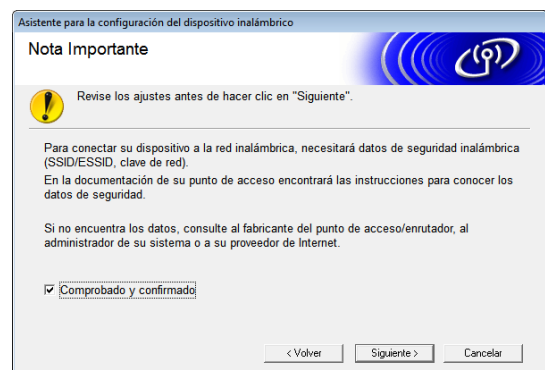 Asistente para la configuración del dispositivo inalámbrico
Nota Importante
Revise los ajustes antes de hacer clic en "Siguiente".
Para conectar su dispositivo a la red inalámbrica, necesitará datos de seguridad inalámbrica
(SSID/ESSID, clave de red).
En la documentación de su punto de acceso encontrará las instrucciones para conocer los
datos de seguridad.
Si no encuentra los datos, consulte al fabricante del punto de acceso/enrutador, al
administrador de su sistema o a su proveedor de Internet.
Comprobado y confirmado
< Volver
Siguiente >
Cancelar